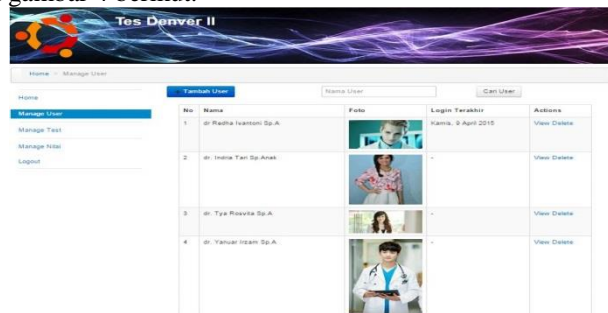 gambar 4 berikut.
Tes Denver II
Home > Manage User
Home
Manage User
Manage Test
Manage Nilai
Logout
Tambah User
Nama User
Cari User
No Nama Foto Login Terakhir Actions
1 dr Radha Isantoni Sp.A Kamis, 9 April 2015 View Delete
2 dr. Indria Tari Sp.Anak - View Delete
3 dr. Tya Rosvita Sp.A - View Delete
4 dr. Yanuar Irzam Sp.A - View Delete